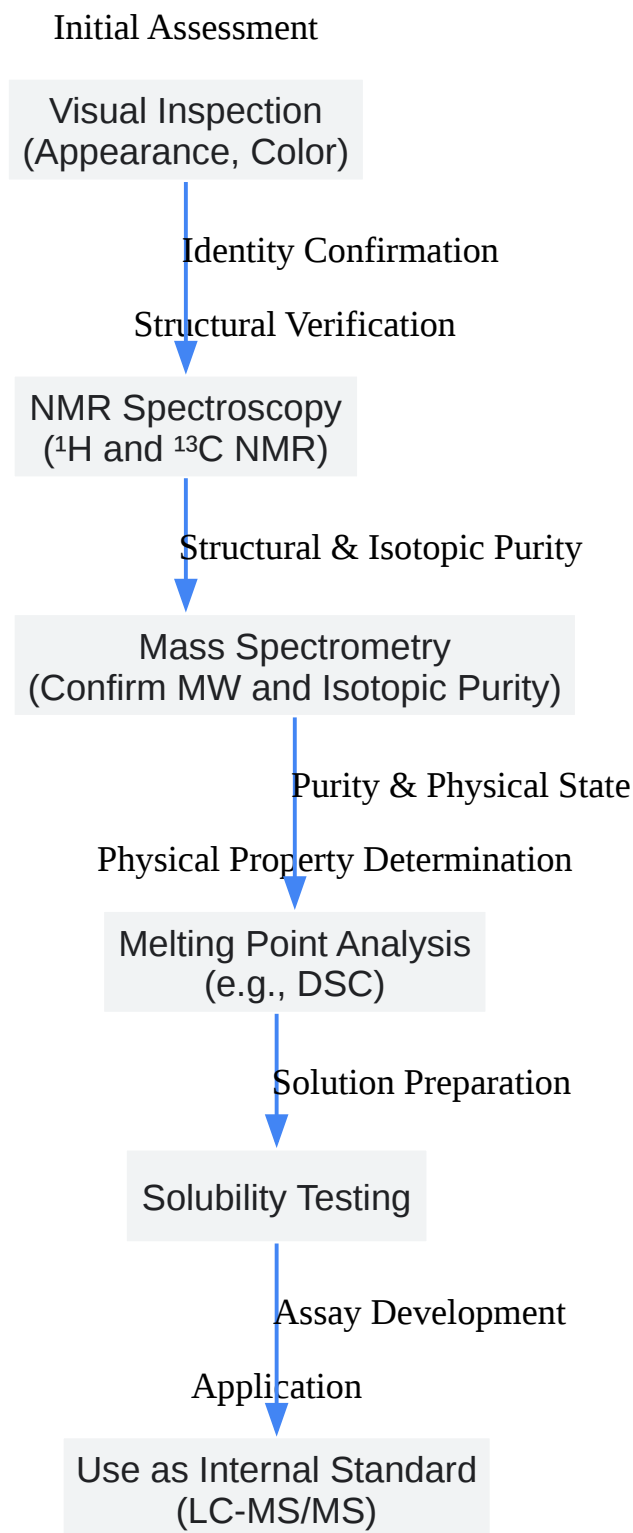 Initial Assessment
Visual Inspection
(Appearance, Color)
Identity Confirmation
Structural Verification
NMR Spectroscopy
(¹H and ¹³C NMR)
Structural & Isotopic Purity
Mass Spectrometry
(Confirm MW and Isotopic Purity)
Purity & Physical State
Physical Property Determination
Melting Point Analysis
(e.g., DSC)
Solution Preparation
Solubility Testing
Assay Development
Application
Use as Internal Standard
(LC-MS/MS)